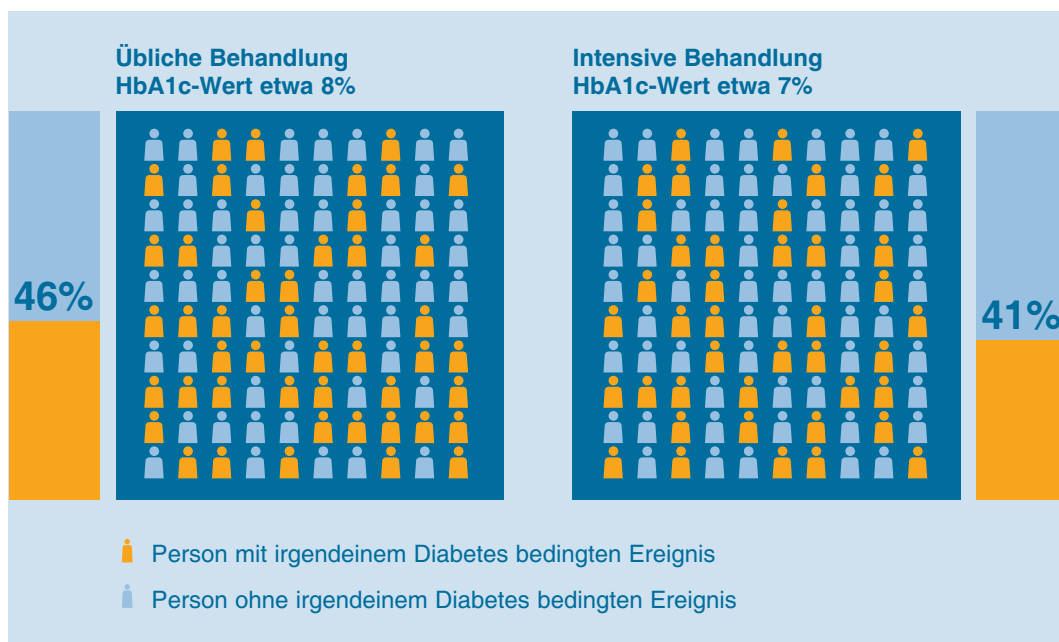 Übliche Behandlung
HbA1c-Wert etwa 8%
Intensive Behandlung
HbA1c-Wert etwa 7%
46%
41%
Person mit irgendeinem Diabetes bedingten Ereignis
Person ohne irgendeinem Diabetes bedingten Ereignis